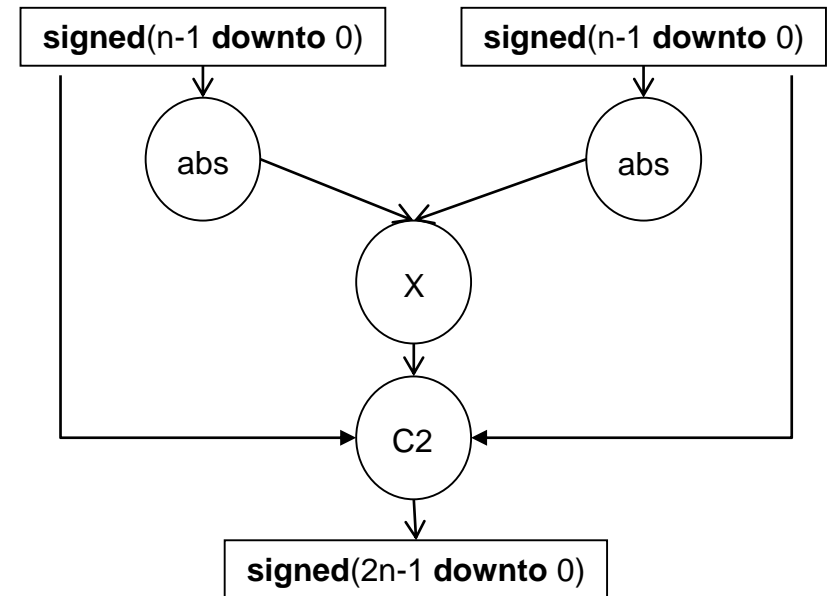 signed(n-1 downto 0)
signed(n-1 downto 0)
abs
abs
X
C2
signed(2n-1 downto 0)